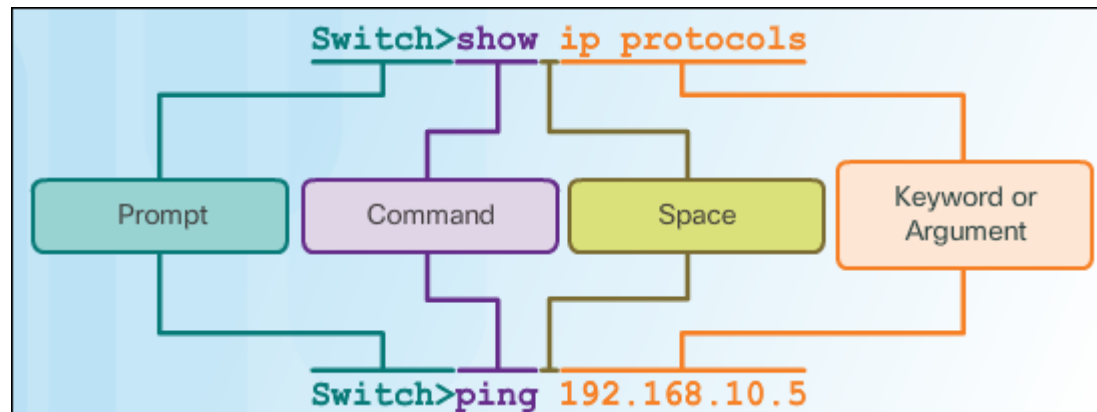 Switch>show ip protocols
Prompt
Command
Space
Keyword or
Argument
Switch>ping 192.168.10.5